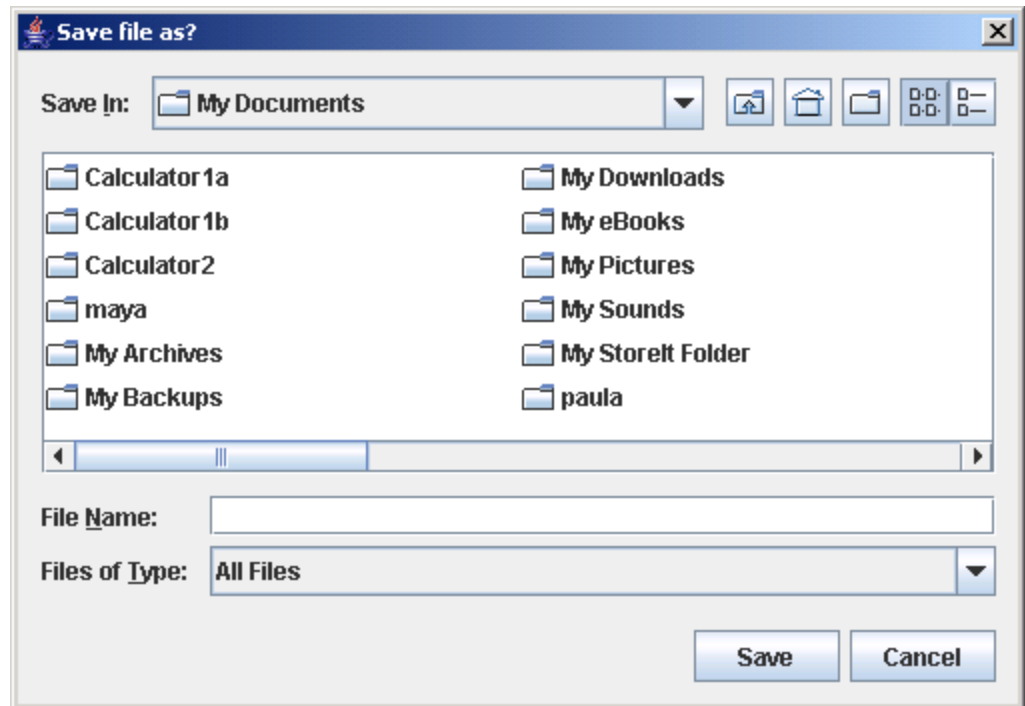 Save file as?
Save In: My Documents
Calculator1a My Downloads
Calculator1b My eBooks
Calculator2 My Pictures
maya My Sounds
My Archives My StoreIt Folder
My Backups paula
File Name:
Files of Type: All Files
Save Cancel